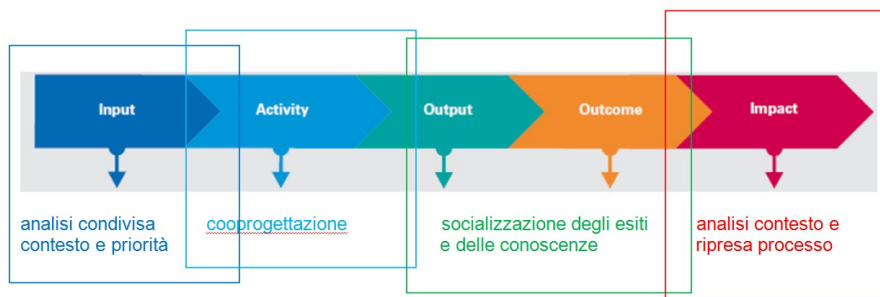 Input
Activity
Output
Outcome
Impact
analisi condivisa
contesto e priorità
cooprogettazione
socializzazione degli esiti
e delle conoscenze
analisi contesto e
ripresa processo